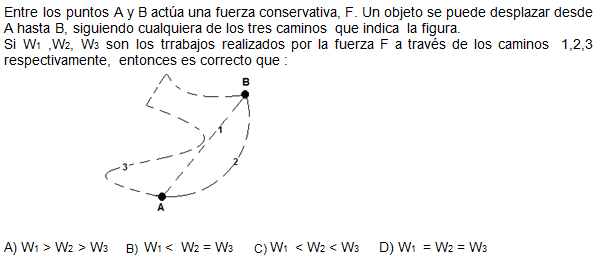 Entre los puntos A y B actúa una fuerza conservativa, F. Un objeto se puede desplazar desde
A hasta B, siguiendo cualquiera de los tres caminos que indica la figura.
Si W1 ,W2, W3 son los trrabajos realizados por la fuerza F a través de los caminos 1,2,3
respectivamente, entonces es correcto que :
B
1
2
3
A
A) W1 > W2 > W3 B) W1 < W2 = W3 C) W1 < W2 < W3 D) W1 = W2 = W3